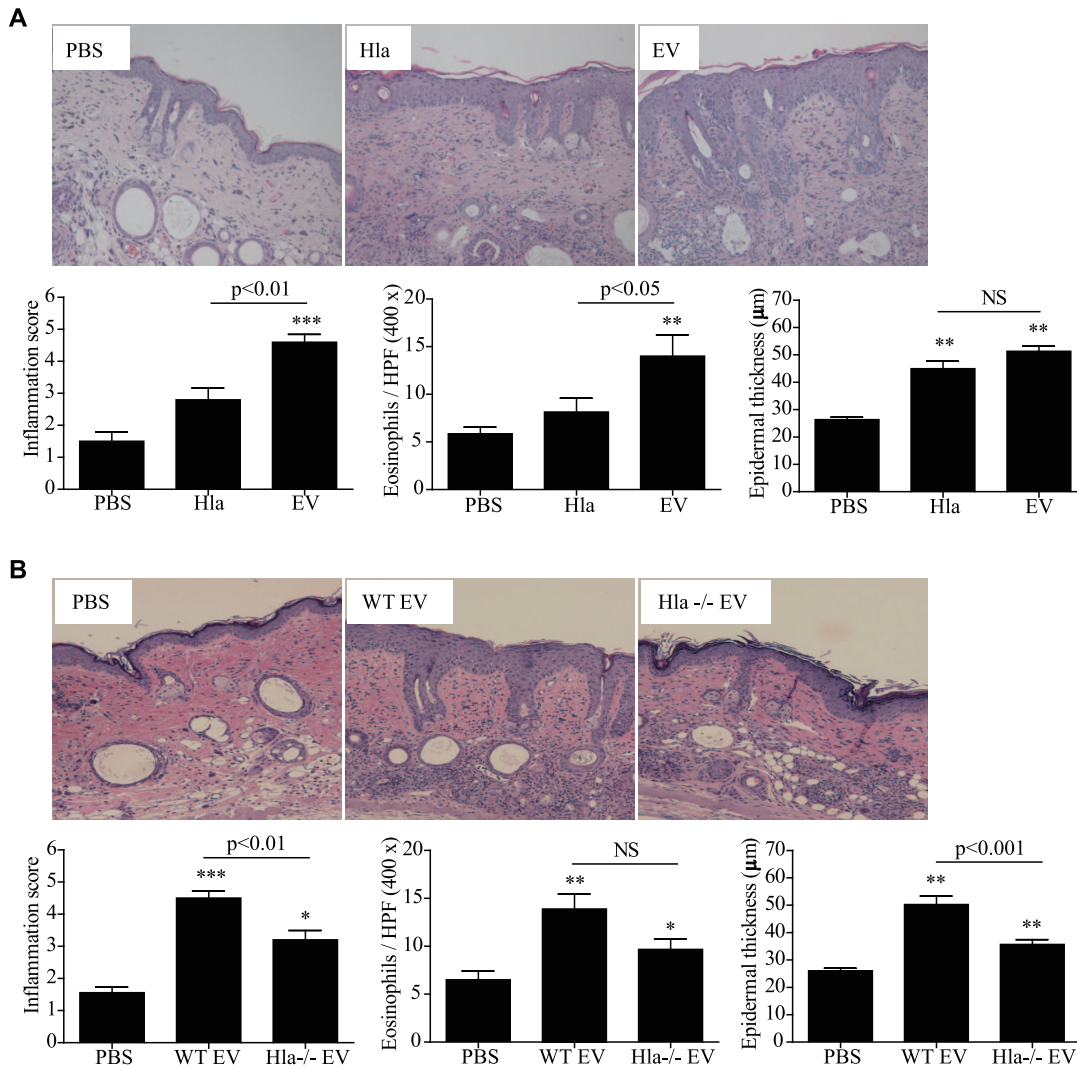 A
PBS
Hla
EV
Inflammation score
6
5
4
3
2
1
0
p<0.01
***
PBS Hla EV
Eosinophils / HPF (400 x)
20
15
10
5
0
p<0.05
**
PBS Hla EV
Epidermal thickness (μm)
70
60
50
40
30
20
10
0
NS
** **
PBS Hla EV
B
PBS
WT EV
Hla -/- EV
Inflammation score
6
5
4
3
2
1
0
p<0.01
***
*
PBS WT EV Hla-/- EV
Eosinophils / HPF (400 x)
20
15
10
5
0
NS
**
*
PBS WT EV Hla-/- EV
Epidermal thickness (μm)
70
60
50
40
30
20
10
0
p<0.001
**
**
PBS WT EV Hla-/- EV